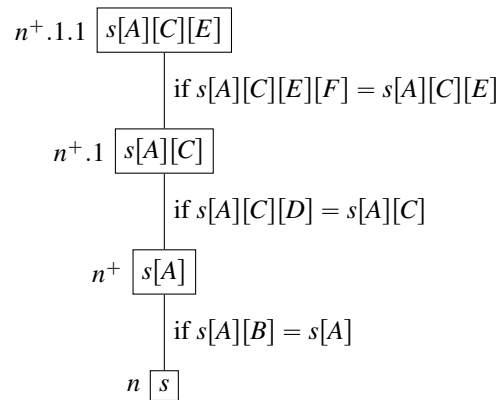 n⁺.1.1 s[A][C][E]
if s[A][C][E][F] = s[A][C][E]
n⁺.1 s[A][C]
if s[A][C][D] = s[A][C]
n⁺ s[A]
if s[A][B] = s[A]
n s